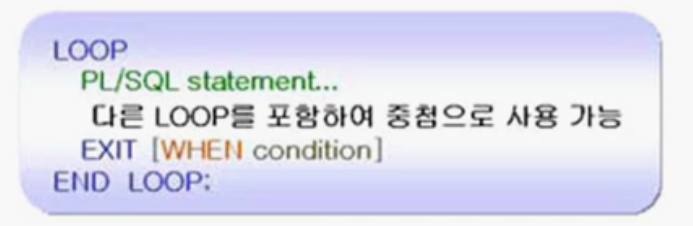 LOOP
PL/SQL statement...
다른 LOOP를 포함하여 중첩으로 사용 가능
EXIT [WHEN condition]
END LOOP;